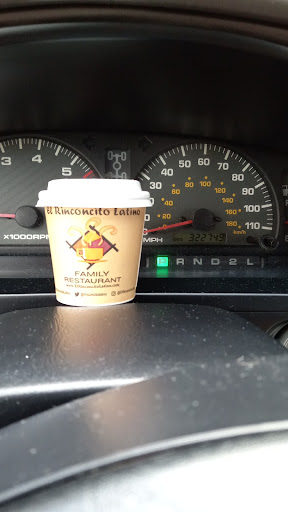 El Rinconcito Latino
FAMILY
RESTAURANT
4 5
X1000RPM
10 20 30 40 50 60 70 80 90 100 110
20 40 60 80 100 120 140 160 180
MPH
322749
km/h
R N D 2 L